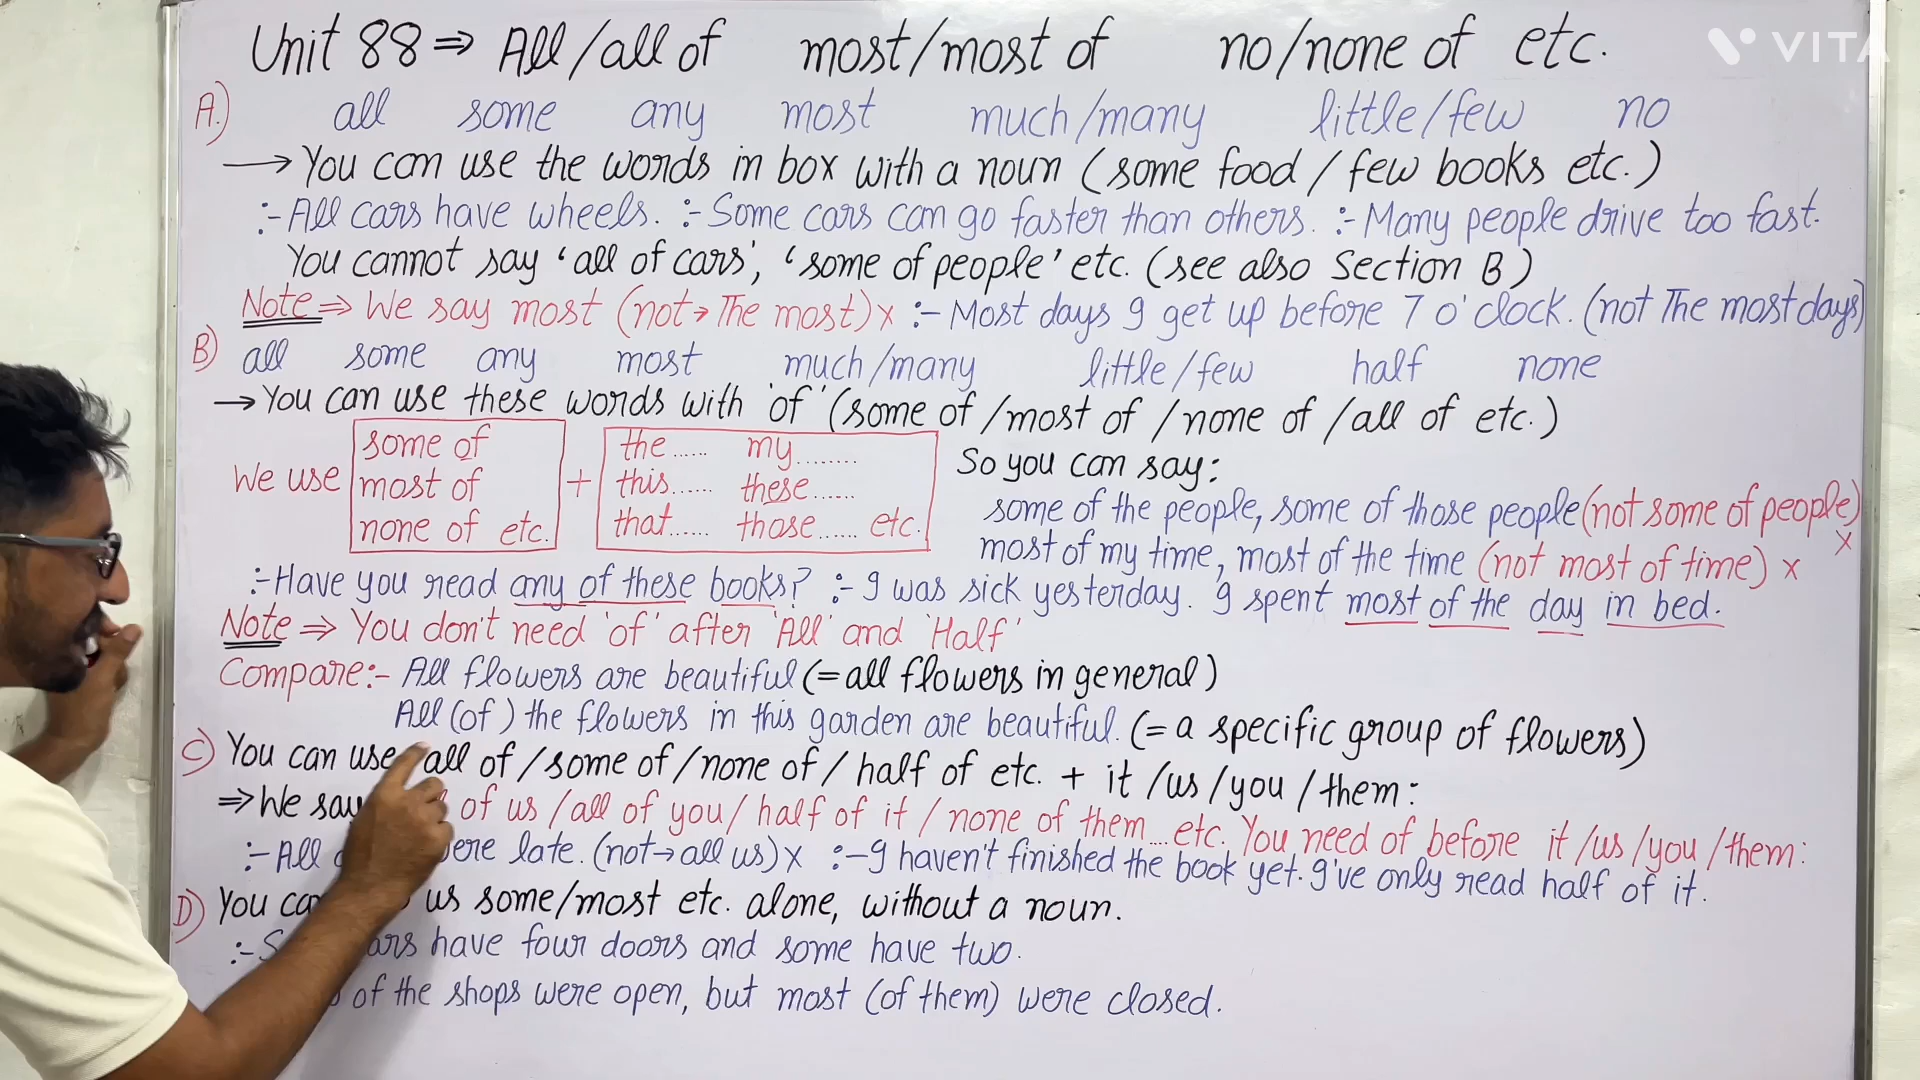 Unit 88 ⇒ All/all of most/most of no/none of etc.
VITA
A.) all some any most much/many little/few no
→ You can use the words in box with a noun (some food / few books etc.)
:- All cars have wheels. :- Some cars can go faster than others. :- Many people drive too fast.
You cannot say 'all of cars', 'some of people' etc. (see also Section B)
Note ⇒ We say most (not → The most) x :- Most days I get up before 7 o'clock. (not The most days)
B) all some any most much/many little/few half none
→ You can use these words with 'of' (some of /most of /none of /all of etc.)
We use some of most of none of etc. + the...... my........ this...... these...... that...... those...... etc.
So you can say:
some of the people, some of those people (not some of people) x
most of my time, most of the time (not most of time) x
:- Have you read any of these books? :- I was sick yesterday. I spent most of the day in bed.
Note ⇒ You don't need 'of' after 'All' and 'Half'
Compare:- All flowers are beautiful (= all flowers in general)
All (of) the flowers in this garden are beautiful. (= a specific group of flowers)
C) You can use all of /some of /none of / half of etc. + it /us /you /them:
⇒ We say of us /all of you / half of it / none of them....etc. You need of before it /us /you /them:
:- All were late. (not → all us) x :- I haven't finished the book yet. I've only read half of it.
D) You us some/most etc. alone, without a noun.
:- have four doors and some have two.
of the shops were open, but most (of them) were closed.